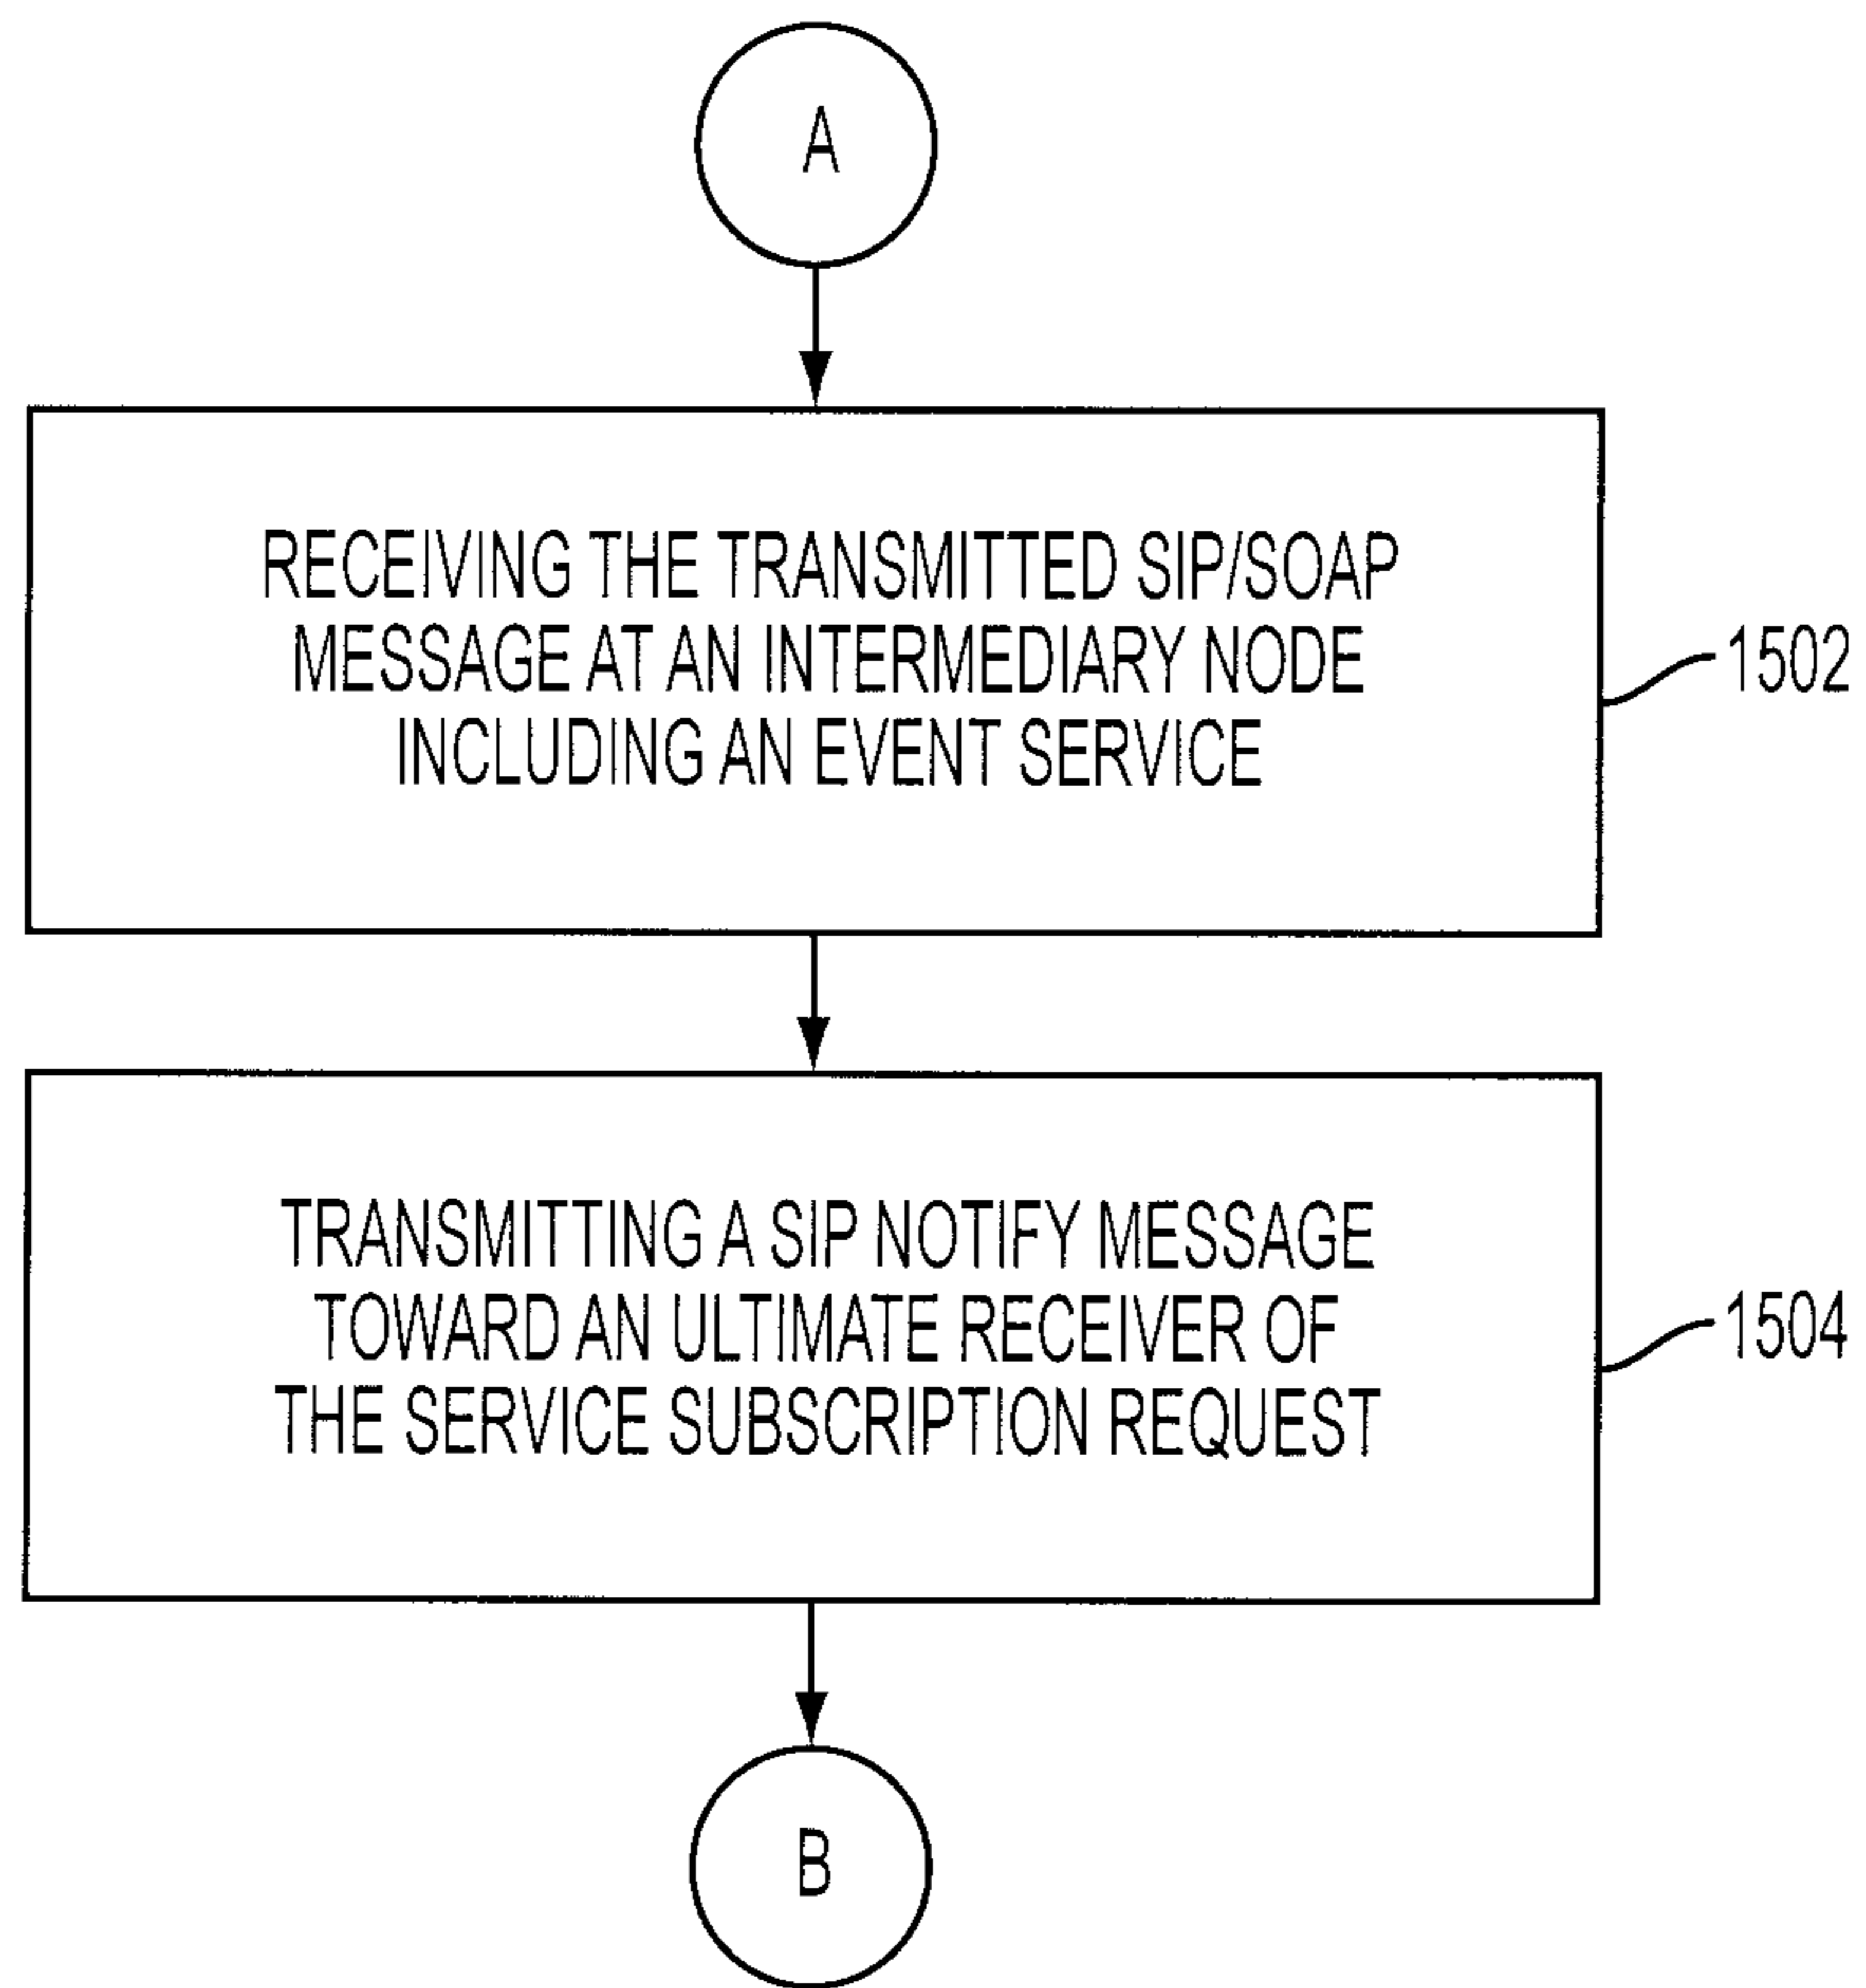 A
RECEIVING THE TRANSMITTED SIP/SOAP
MESSAGE AT AN INTERMEDIARY NODE
INCLUDING AN EVENT SERVICE
1502
TRANSMITTING A SIP NOTIFY MESSAGE
TOWARD AN ULTIMATE RECEIVER OF
THE SERVICE SUBSCRIPTION REQUEST
1504
B